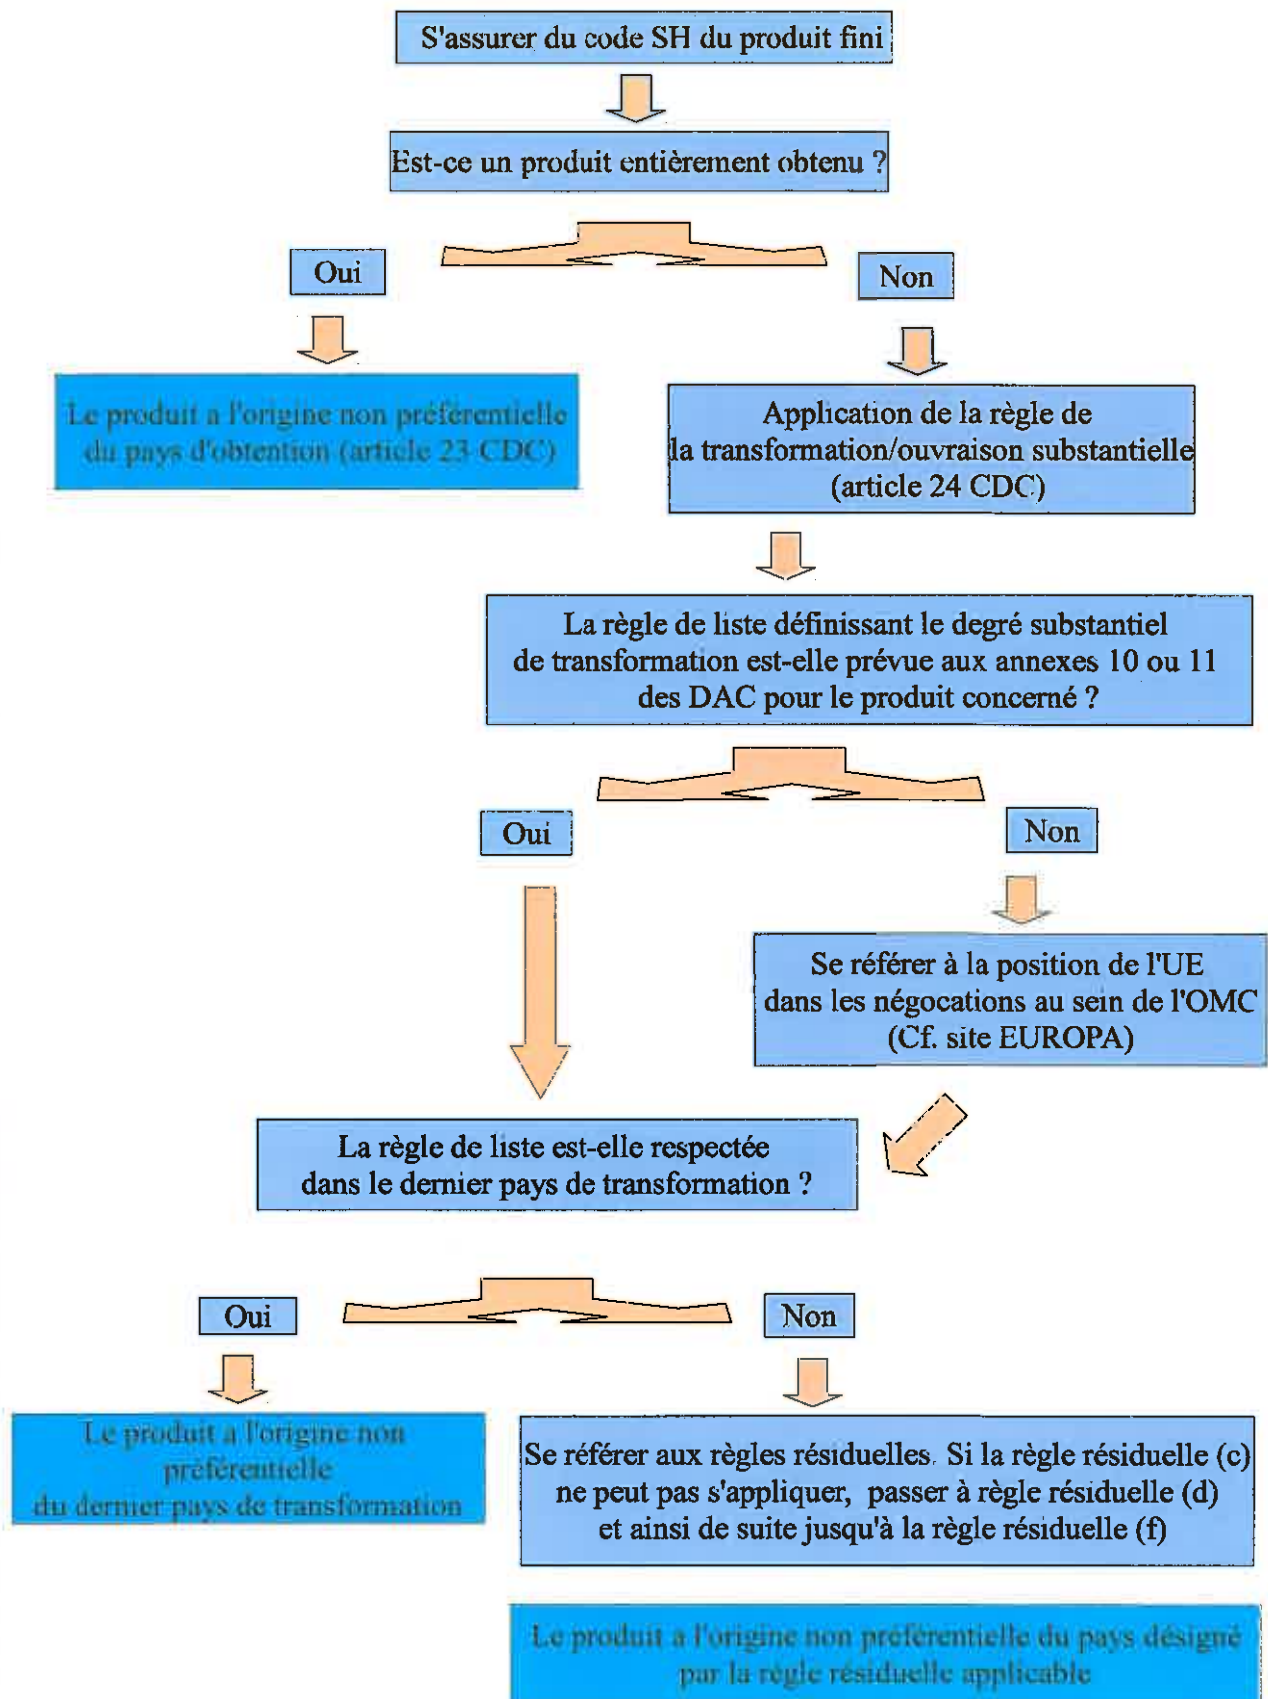 S'assurer du code SH du produit fini
Est-ce un produit entièrement obtenu ?
Oui
Non
Le produit a l'origine non préférentielle
du pays d'obtention (article 23 CDC)
Application de la règle de
la transformation/ouvraison substantielle
(article 24 CDC)
La règle de liste définissant le degré substantiel
de transformation est-elle prévue aux annexes 10 ou 11
des DAC pour le produit concerné ?
Oui
Non
Se référer à la position de l'UE
dans les négocations au sein de l'OMC
(Cf. site EUROPA)
La règle de liste est-elle respectée
dans le dernier pays de transformation ?
Oui
Non
Le produit a l'origine non
préférentielle
du dernier pays de transformation
Se référer aux règles résiduelles. Si la règle résiduelle (c)
ne peut pas s'appliquer, passer à règle résiduelle (d)
et ainsi de suite jusqu'à la règle résiduelle (f)
Le produit a l'origine non préférentielle du pays désigné
par la règle résiduelle applicable